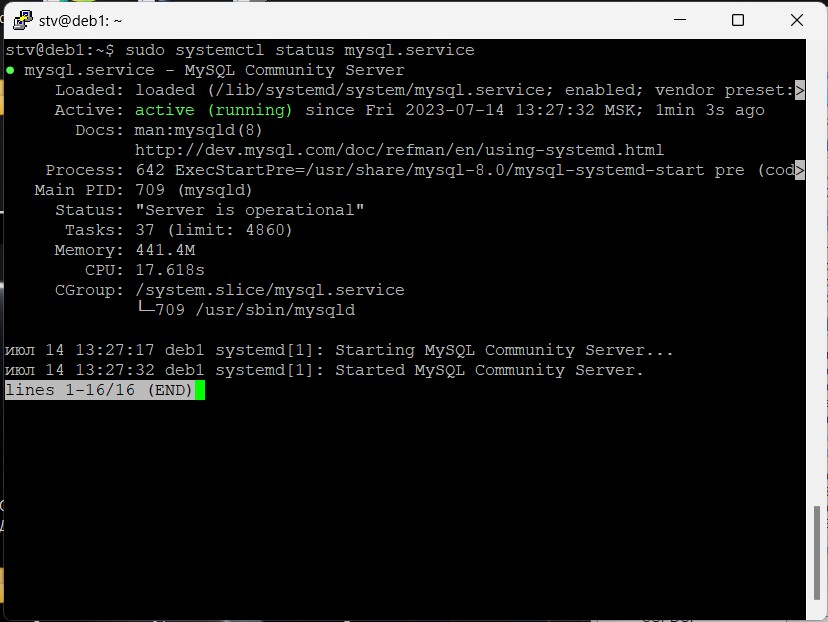 stv@deb1: ~
stv@deb1:~$ sudo systemctl status mysql.service
● mysql.service - MySQL Community Server
Loaded: loaded (/lib/systemd/system/mysql.service; enabled; vendor preset:>
Active: active (running) since Fri 2023-07-14 13:27:32 MSK; 1min 3s ago
Docs: man:mysqld(8)
http://dev.mysql.com/doc/refman/en/using-systemd.html
Process: 642 ExecStartPre=/usr/share/mysql-8.0/mysql-systemd-start pre (cod>
Main PID: 709 (mysqld)
Status: "Server is operational"
Tasks: 37 (limit: 4860)
Memory: 441.4M
CPU: 17.618s
CGroup: /system.slice/mysql.service
└─709 /usr/sbin/mysqld
июл 14 13:27:17 deb1 systemd[1]: Starting MySQL Community Server...
июл 14 13:27:32 deb1 systemd[1]: Started MySQL Community Server.
lines 1-16/16 (END)